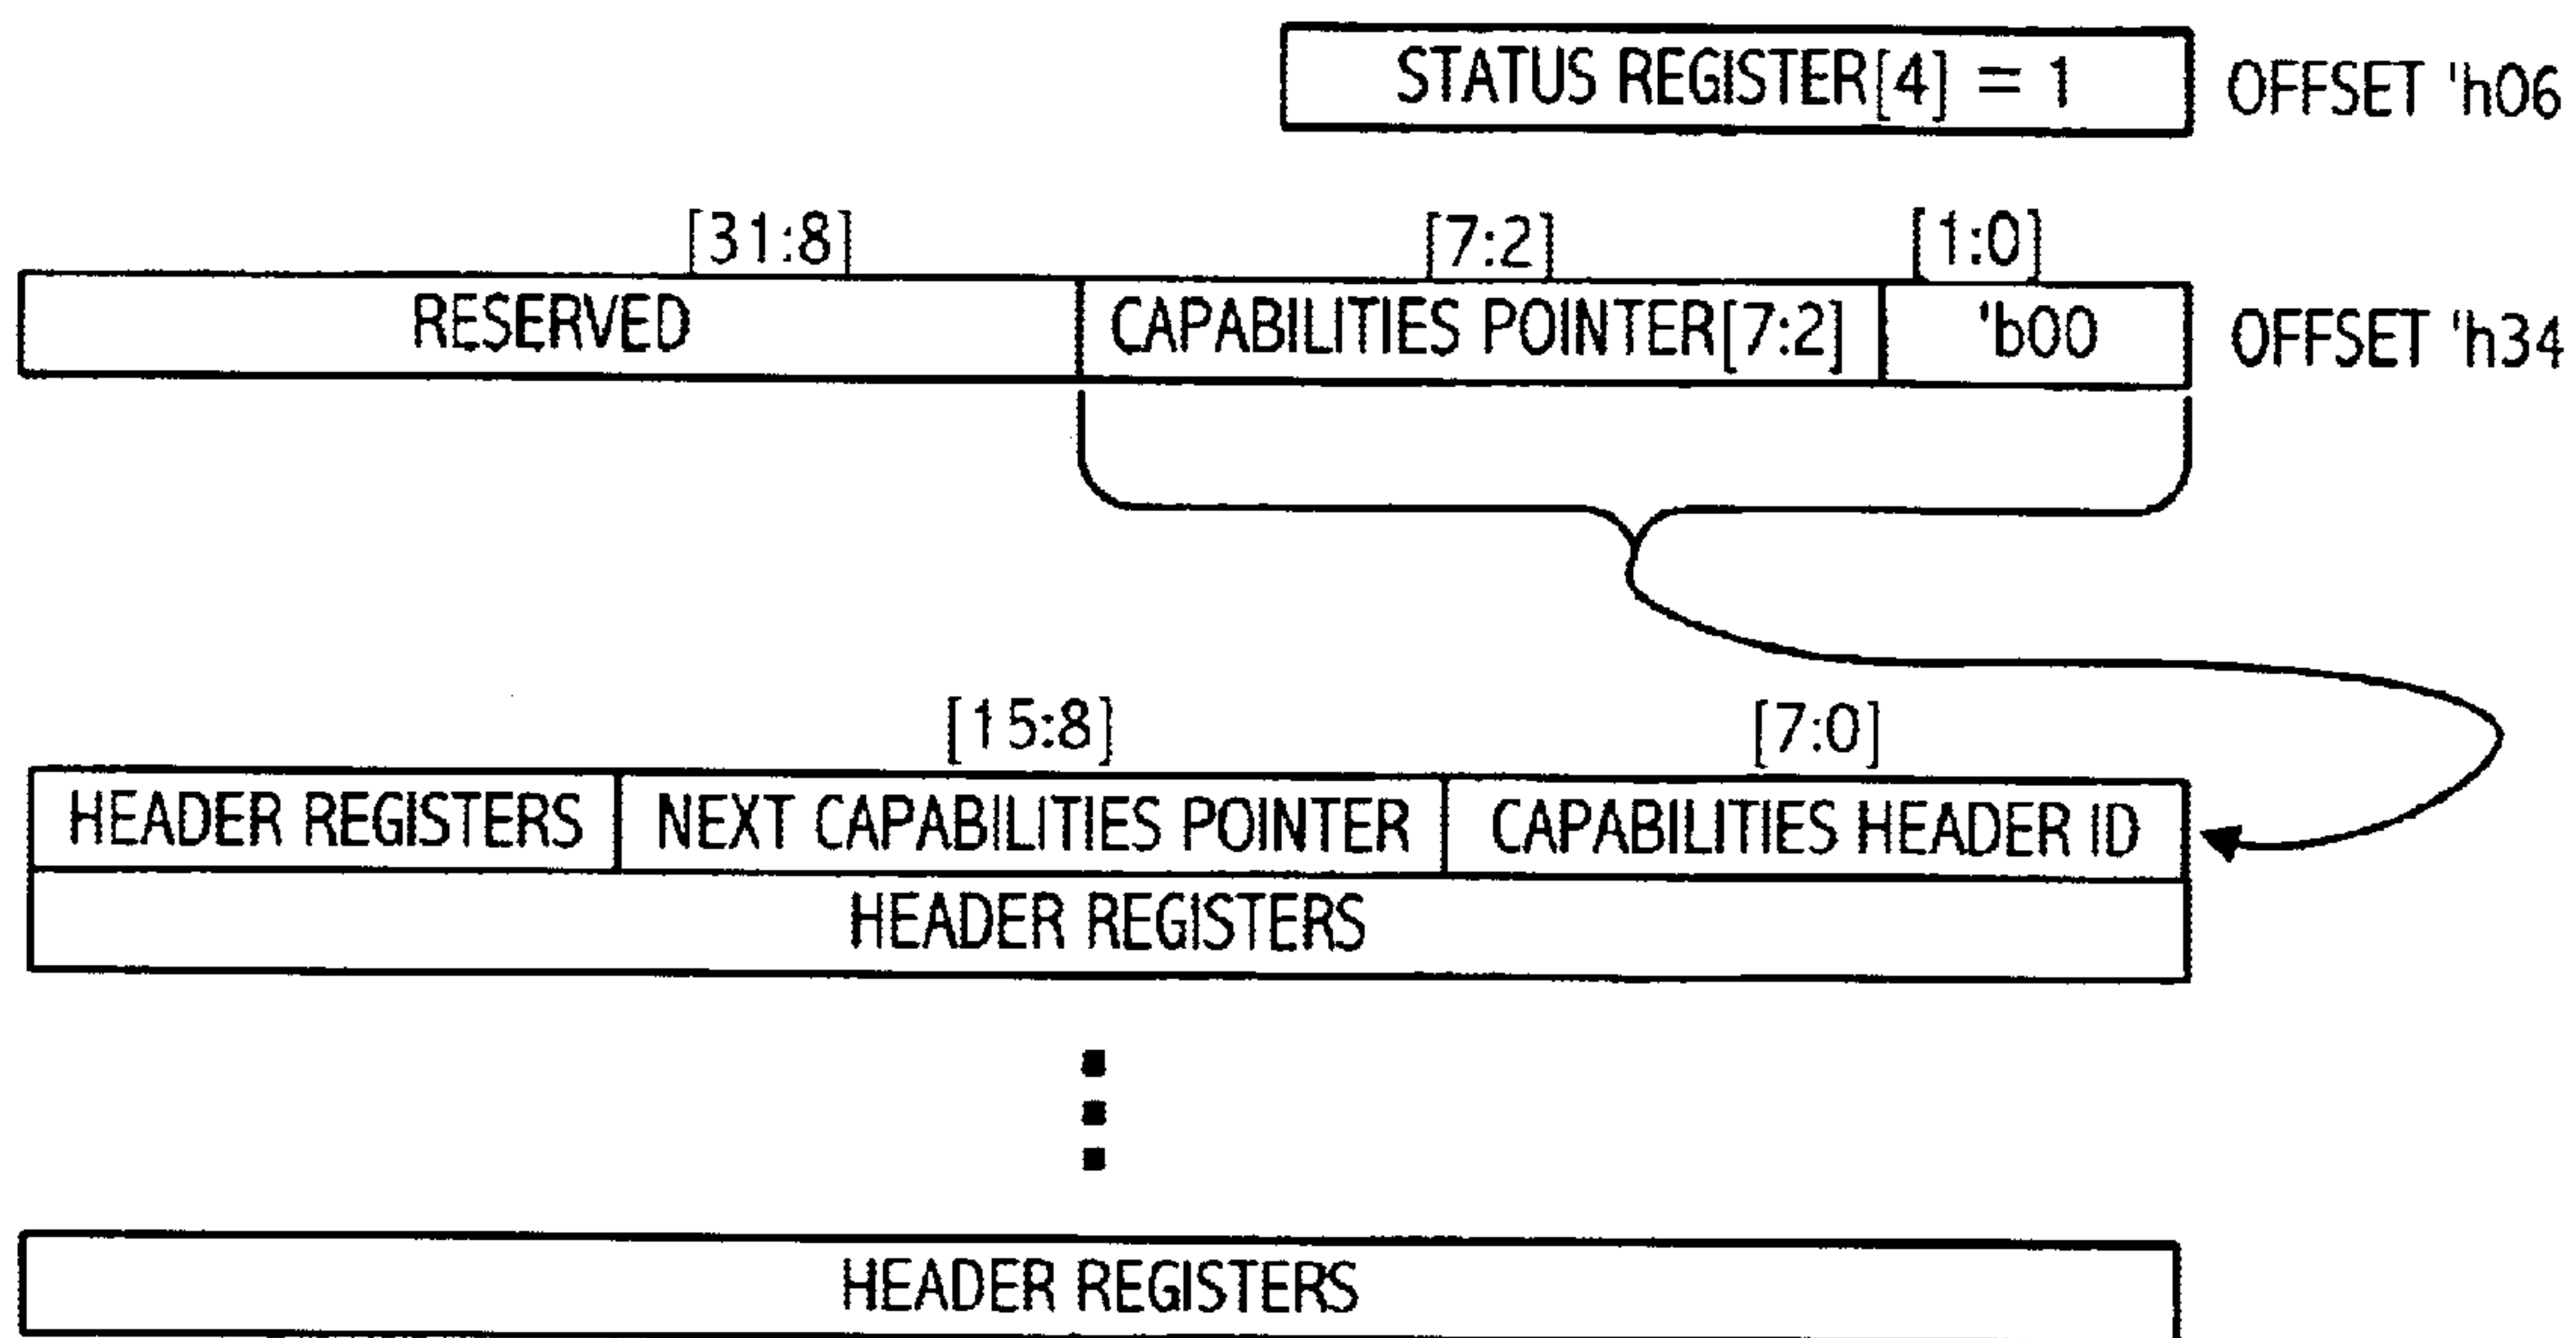 STATUS REGISTER[4] = 1 OFFSET 'h06
[31:8] [7:2] [1:0]
RESERVED CAPABILITIES POINTER[7:2] 'b00 OFFSET 'h34
[15:8] [7:0]
HEADER REGISTERS NEXT CAPABILITIES POINTER CAPABILITIES HEADER ID
HEADER REGISTERS
HEADER REGISTERS